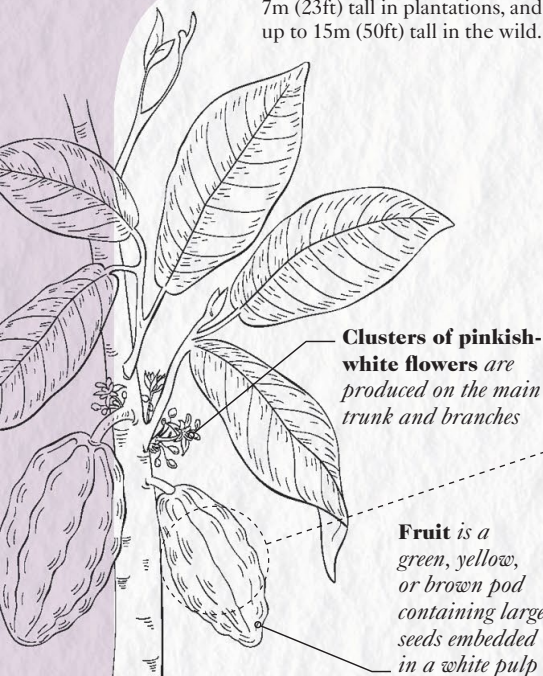 7m (23ft) tall in plantations, and
up to 15m (50ft) tall in the wild.
Clusters of pinkish-
white flowers are
produced on the main
trunk and branches
Fruit is a
green, yellow,
or brown pod
containing large
seeds embedded
in a white pulp